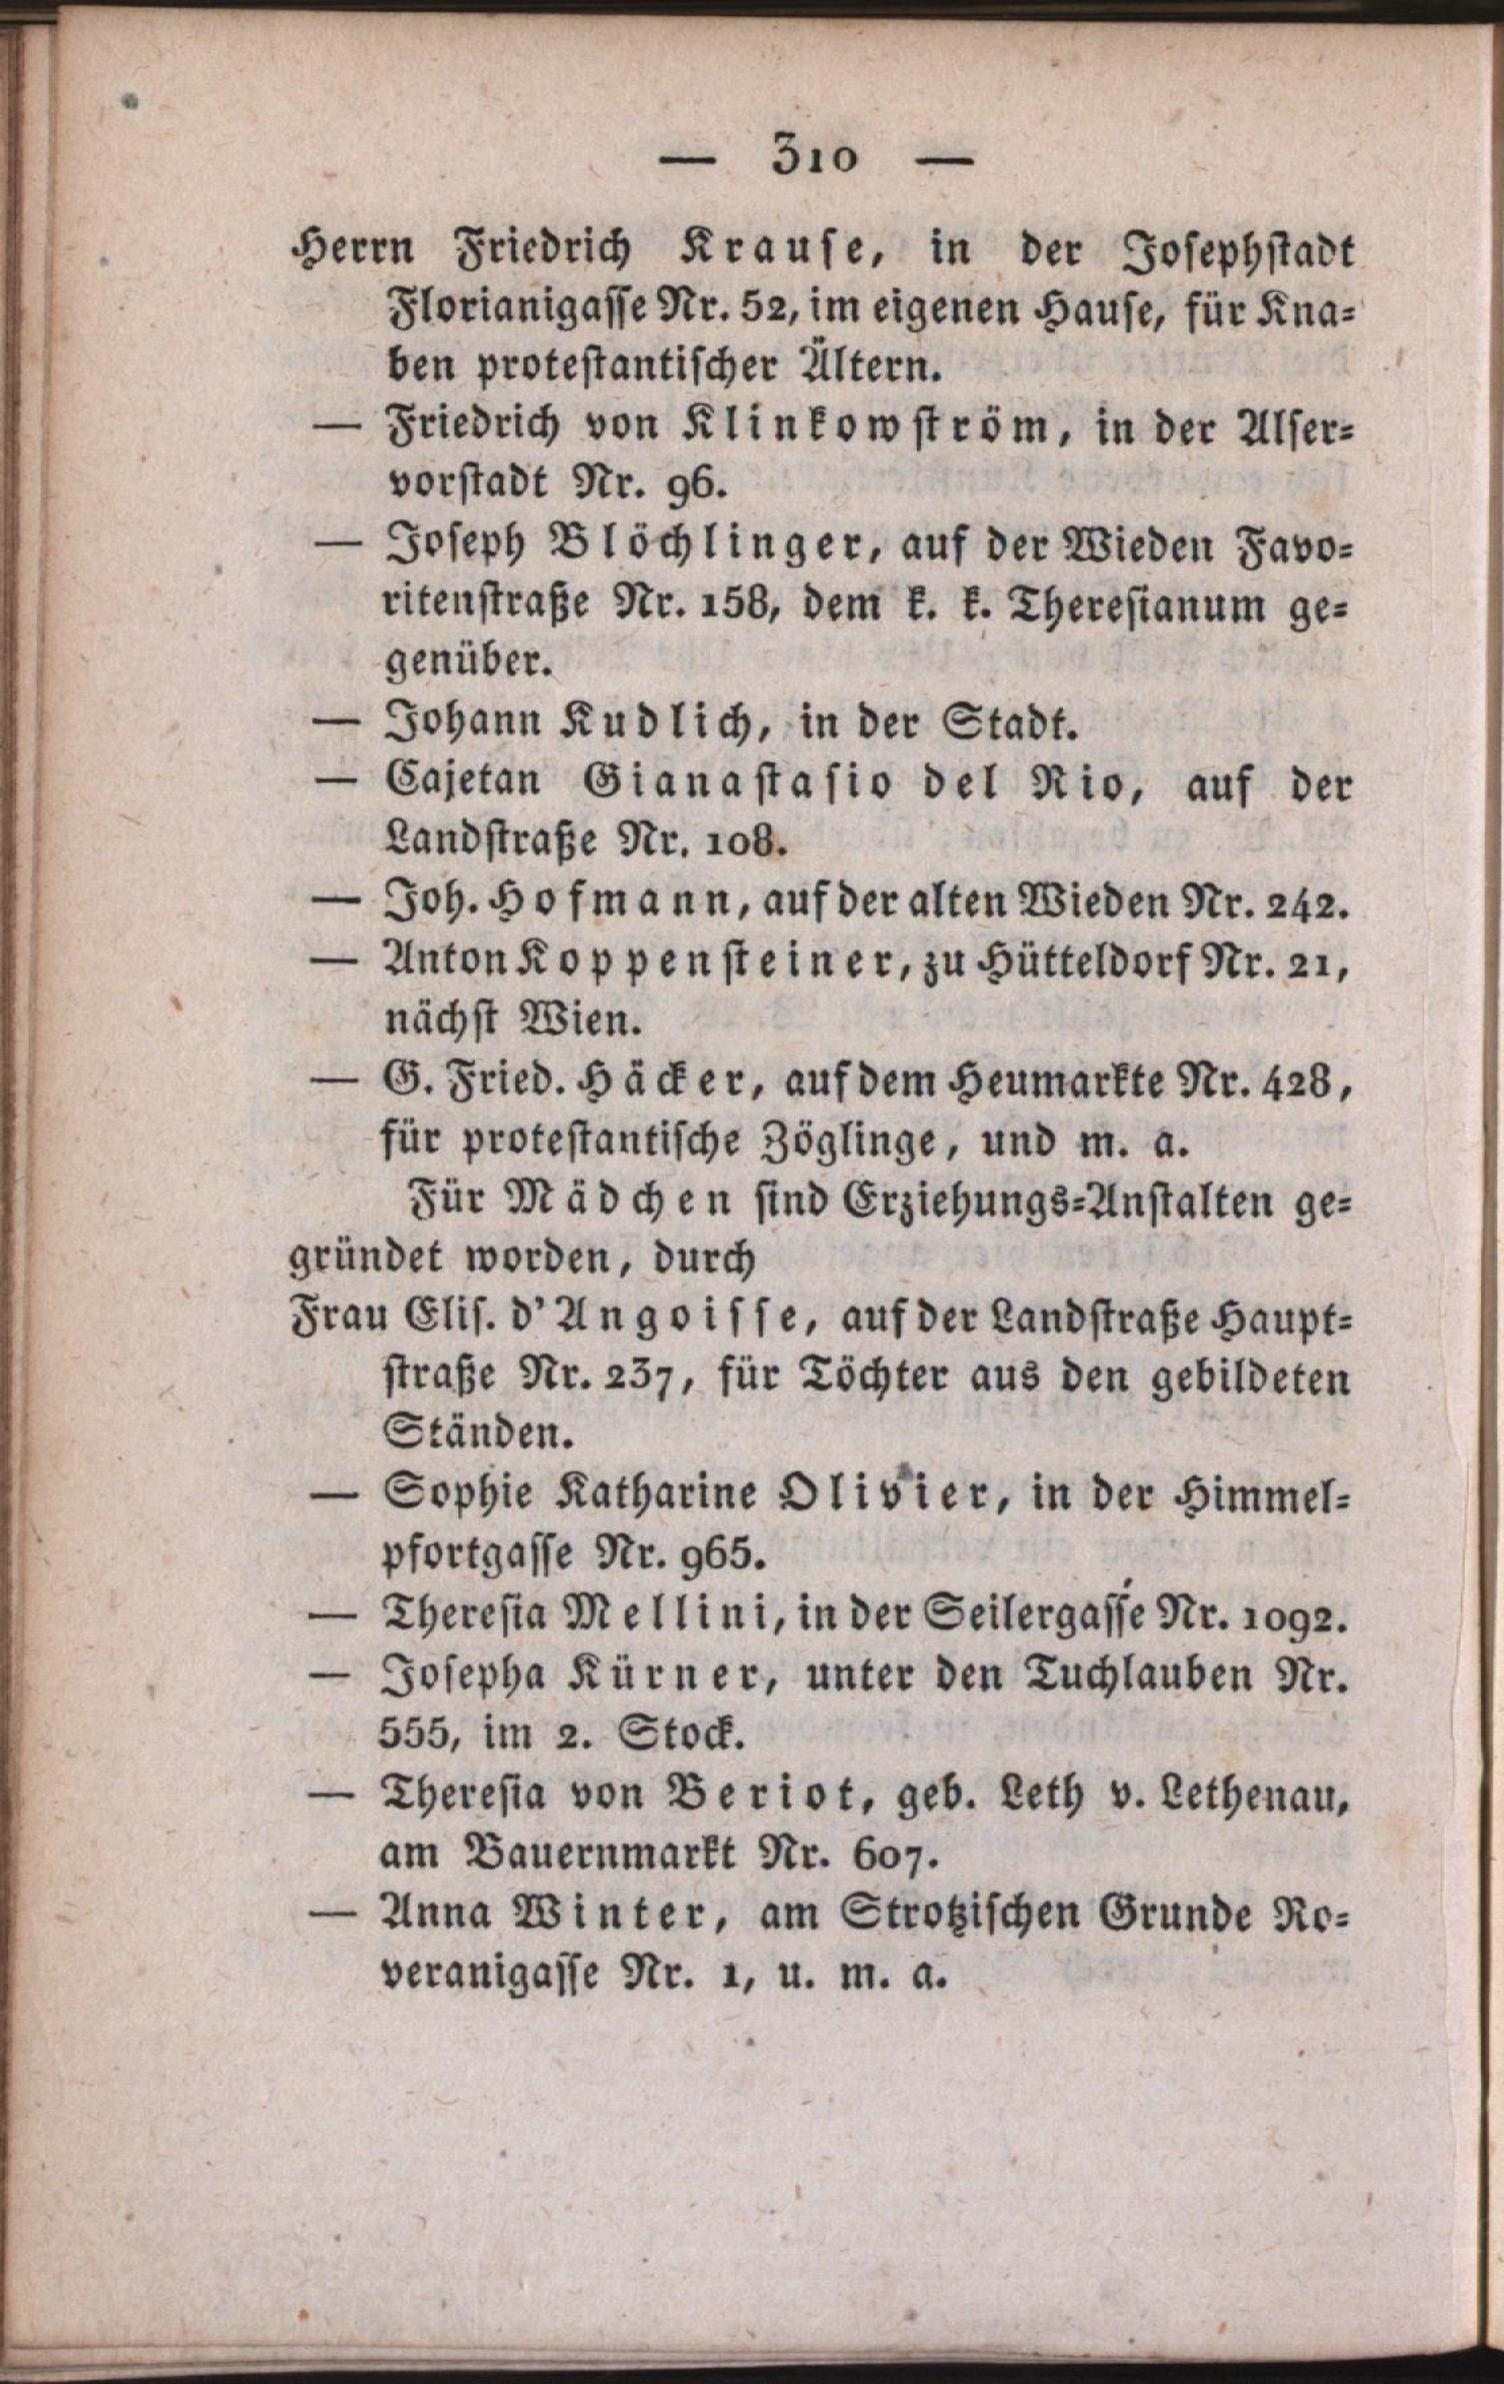 — 310 —
Herrn Friedrich Krause, in der Josephstadt
Florianigasse Nr. 52, im eigenen Hause, für Kna-
ben protestantischer Ältern.
— Friedrich von Klinkowström, in der Alser-
vorstadt Nr. 96.
— Joseph Blöchlinger, auf der Wieden Favo-
ritenstraße Nr. 158, dem k. k. Theresianum ge-
genüber.
— Johann Kudlich, in der Stadt.
— Cajetan Gianastasio del Rio, auf der
Landstraße Nr. 108.
— Joh. Hofmann, auf der alten Wieden Nr. 242.
— Anton Koppensteiner, zu Hütteldorf Nr. 21,
nächst Wien.
— G. Fried. Häcker, auf dem Heumarkte Nr. 428,
für protestantische Zöglinge, und m. a.
Für Mädchen sind Erziehungs-Anstalten ge-
gründet worden, durch
Frau Elis. d'Angoisse, auf der Landstraße Haupt-
straße Nr. 237, für Töchter aus den gebildeten
Ständen.
— Sophie Katharine Olivier, in der Himmel-
pfortgasse Nr. 965.
— Theresia Mellini, in der Seilergasse Nr. 1092.
— Josepha Kürner, unter den Tuchlauben Nr.
555, im 2. Stock.
— Theresia von Beriot, geb. Leth v. Lethenau,
am Bauernmarkt Nr. 607.
— Anna Winter, am Strotzischen Grunde Ro-
veranigasse Nr. 1, u. m. a.